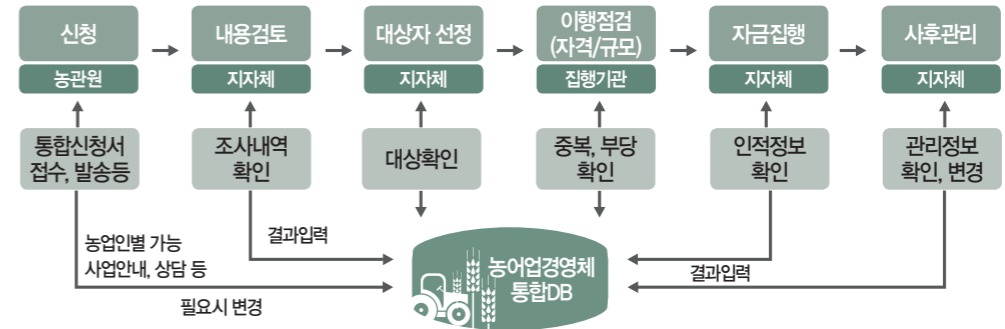 신청
내용검토
대상자 선정
이행점검
(자격/규모)
자금집행
사후관리
농관원
지자체
지자체
집행기관
지자체
지자체
통합신청서
접수, 발송등
조사내역
확인
대상확인
중복, 부당
확인
인적정보
확인
관리정보
확인, 변경
농업인별 가능
사업안내, 상담 등
결과입력
필요시 변경
농어업경영체
통합DB
결과입력